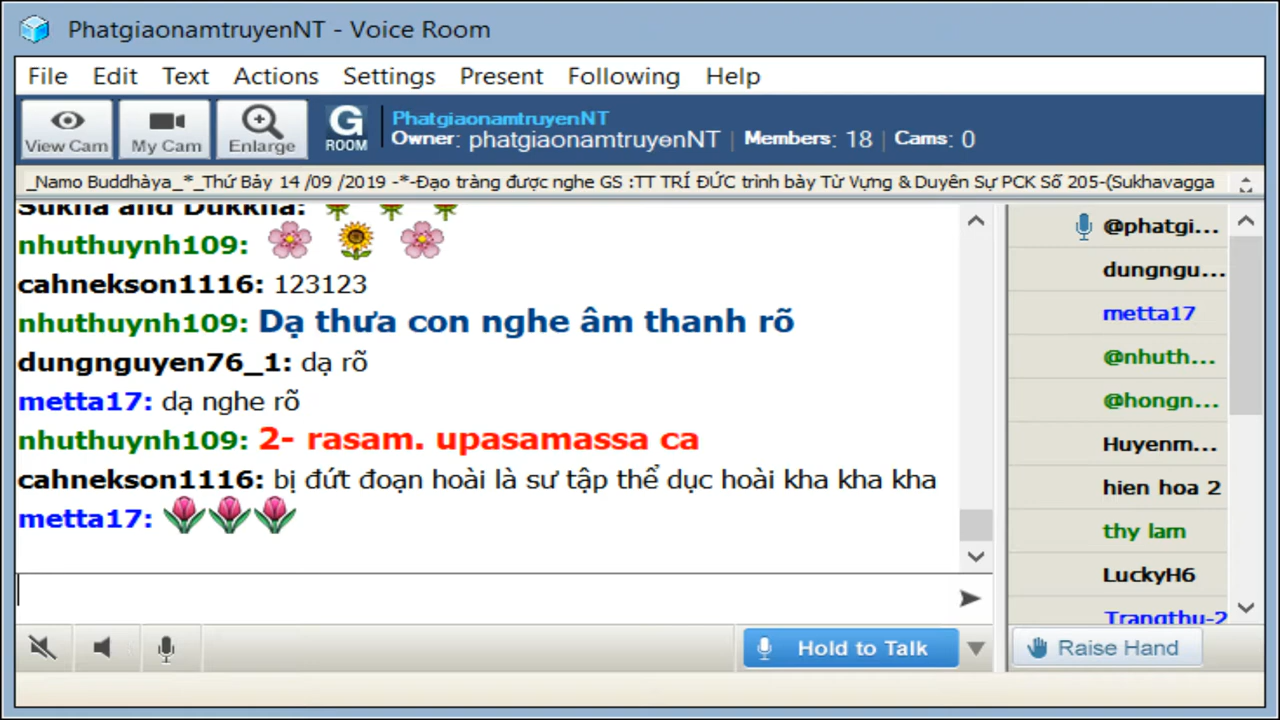 PhatgiaonamtruyenNT - Voice Room
File Edit Text Actions Settings Present Following Help
View Cam My Cam Enlarge G ROOM
PhatgiaonamtruyenNT
Owner: phatgiaonamtruyenNT | Members: 18 | Cams: 0
_Namo Buddhàya_*_Thứ Bảy 14 /09 /2019 -*-Đạo tràng được nghe GS :TT TRÍ ĐỨC trình bày Từ Vựng & Duyên Sự PCK Số 205-(Sukhavagga
Sukha and Dukkha:
nhuthuynh109:
cahnekson1116: 123123
nhuthuynh109: Dạ thưa con nghe âm thanh rõ
dungnguyen76_1: dạ rõ
metta17: dạ nghe rõ
nhuthuynh109: 2- rasam. upasamassa ca
cahnekson1116: bị đứt đoạn hoài là sư tập thể dục hoài kha kha kha
metta17:
@phatgi...
dungngu...
metta17
@nhuth...
@hongn...
Huyenm...
hien hoa 2
thy lam
LuckyH6
Trangthu-2
Hold to Talk
Raise Hand